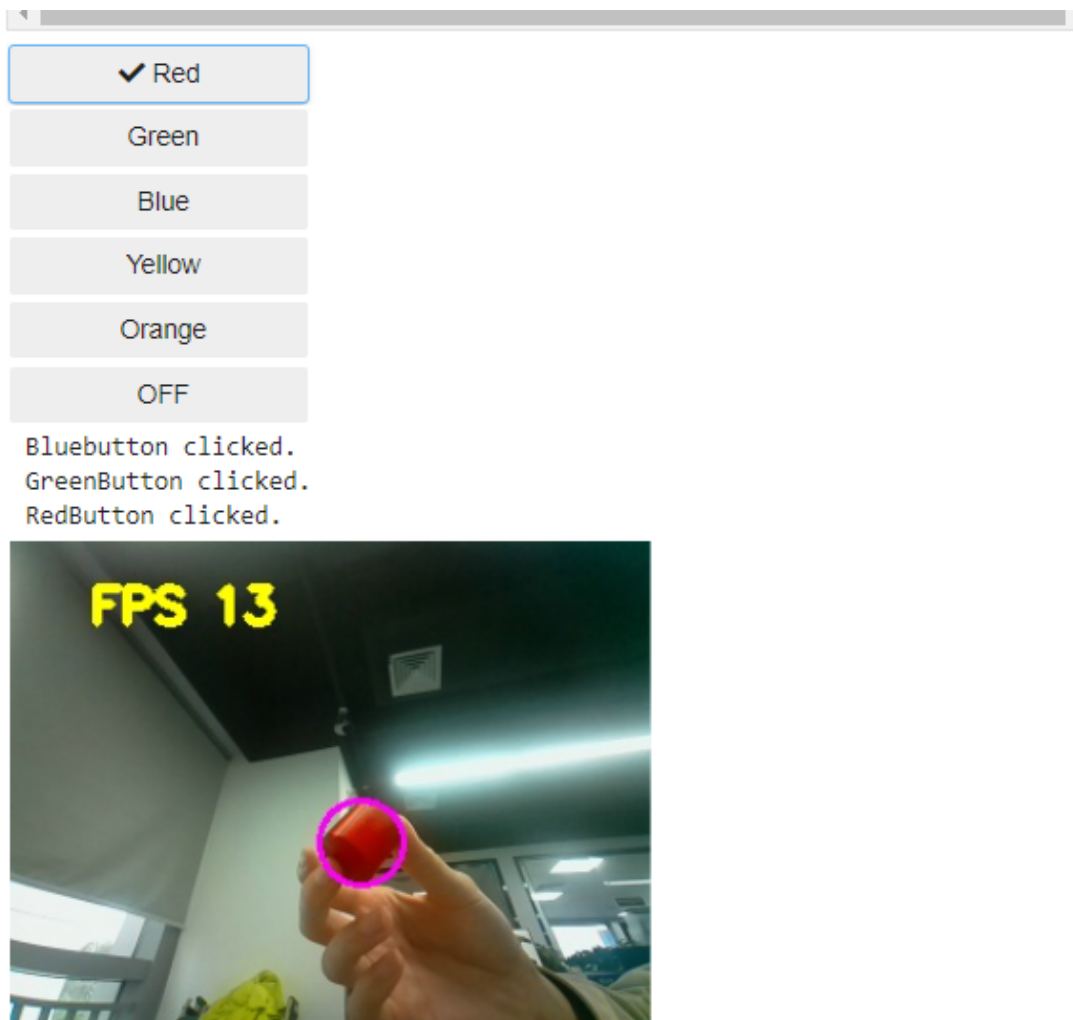 ✔ Red
Green
Blue
Yellow
Orange
OFF
Bluebutton clicked.
GreenButton clicked.
RedButton clicked.
FPS 13